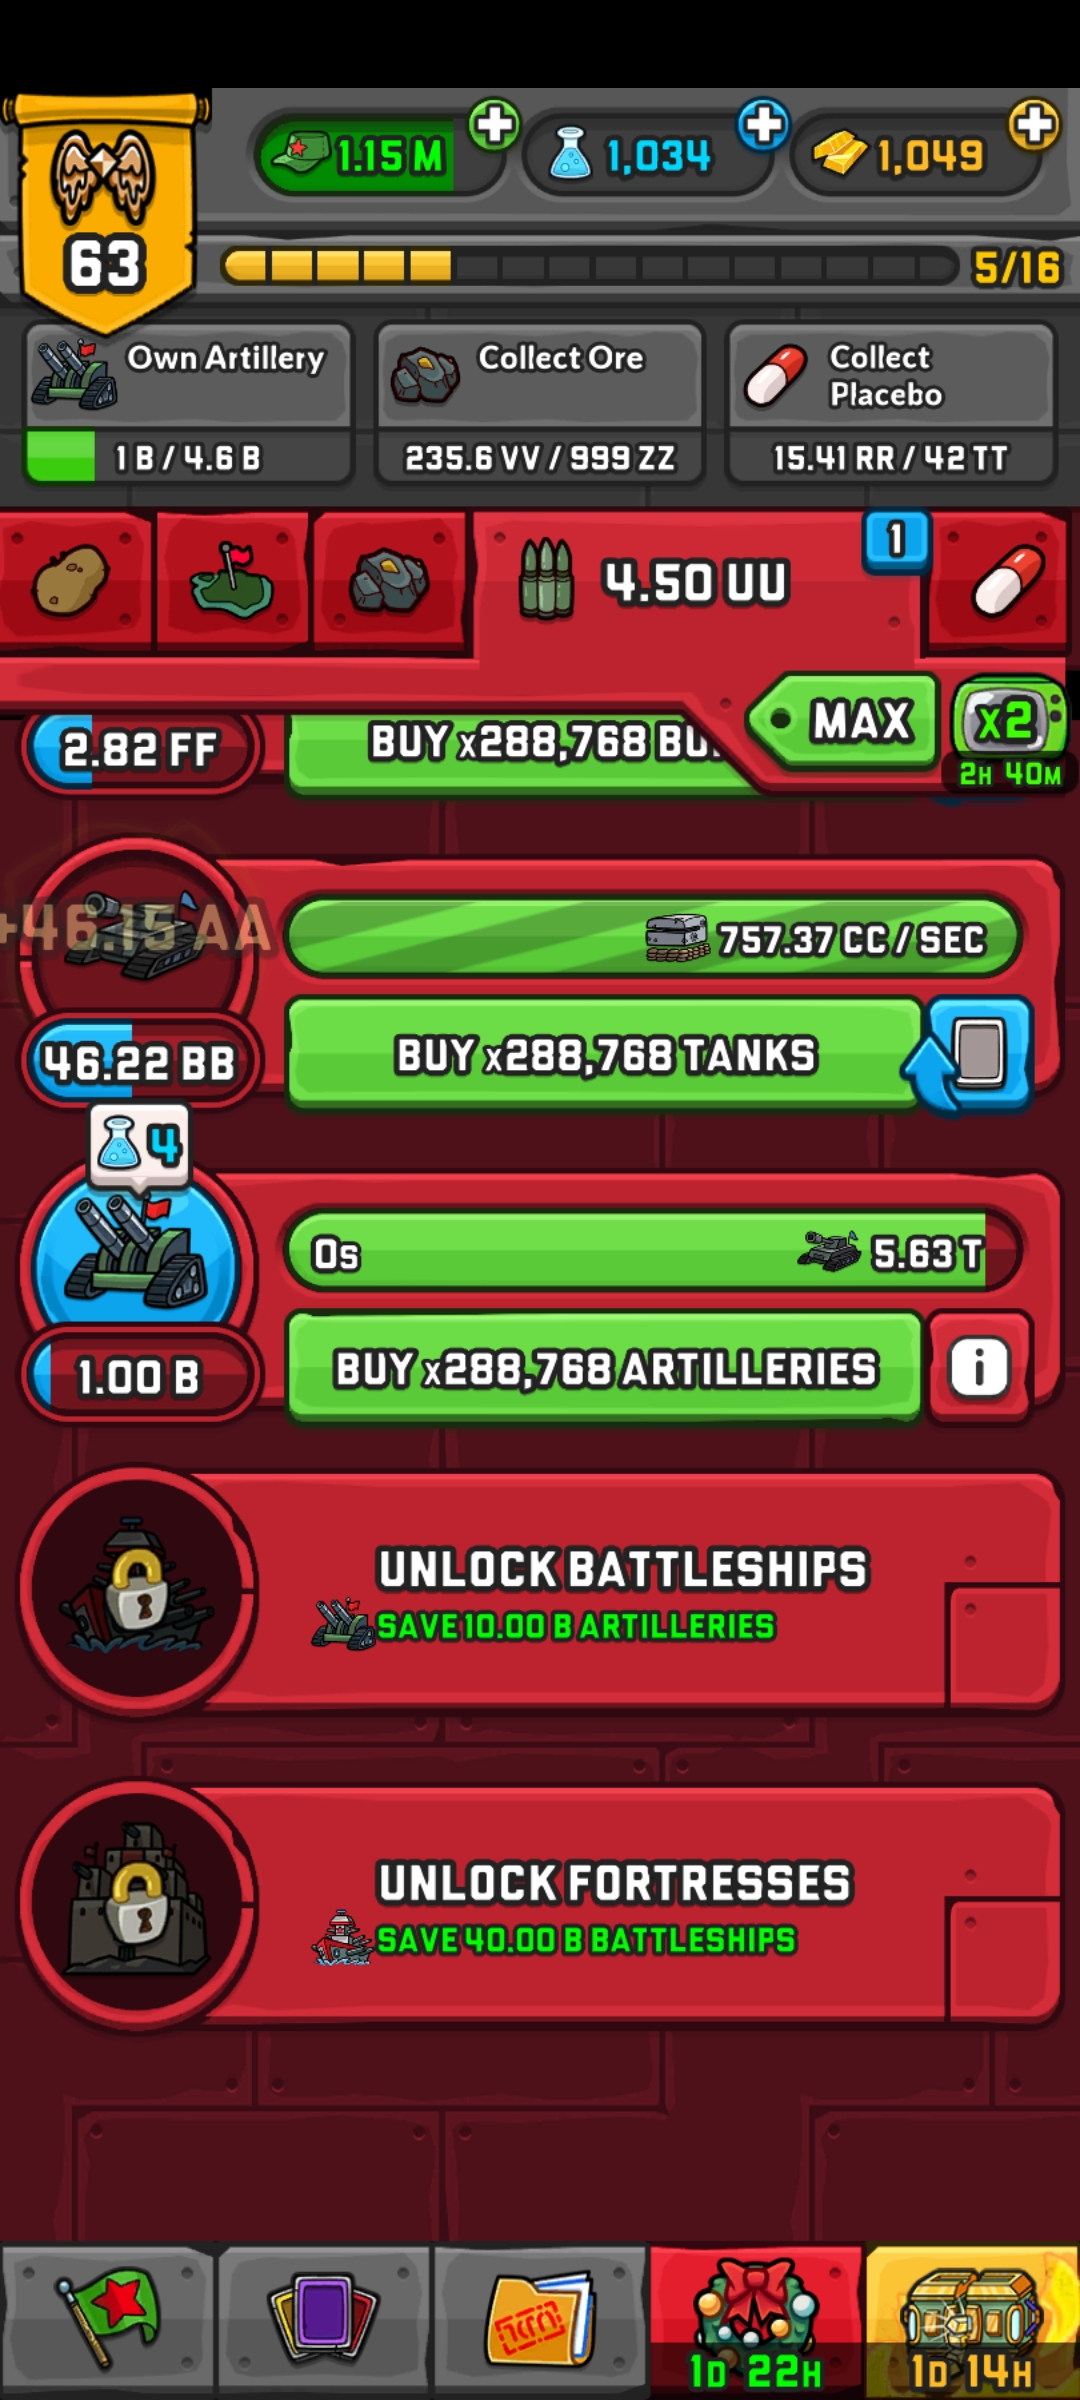 1.15 M
1,034
1,049
63
5/16
Own Artillery
1 B / 4.6 B
Collect Ore
235.6 VV / 999 ZZ
Collect
Placebo
15.41 RR / 42 TT
4.50 UU
1
MAX
x2
2H 40M
2.82 FF
BUY x288,768 BU
+46.15 AA
757.37 CC / SEC
46.22 BB
BUY x288,768 TANKS
4
0s
5.63 T
1.00 B
BUY x288,768 ARTILLERIES
i
UNLOCK BATTLESHIPS
SAVE 10.00 B ARTILLERIES
UNLOCK FORTRESSES
SAVE 40.00 B BATTLESHIPS
1D 22H
1D 14H